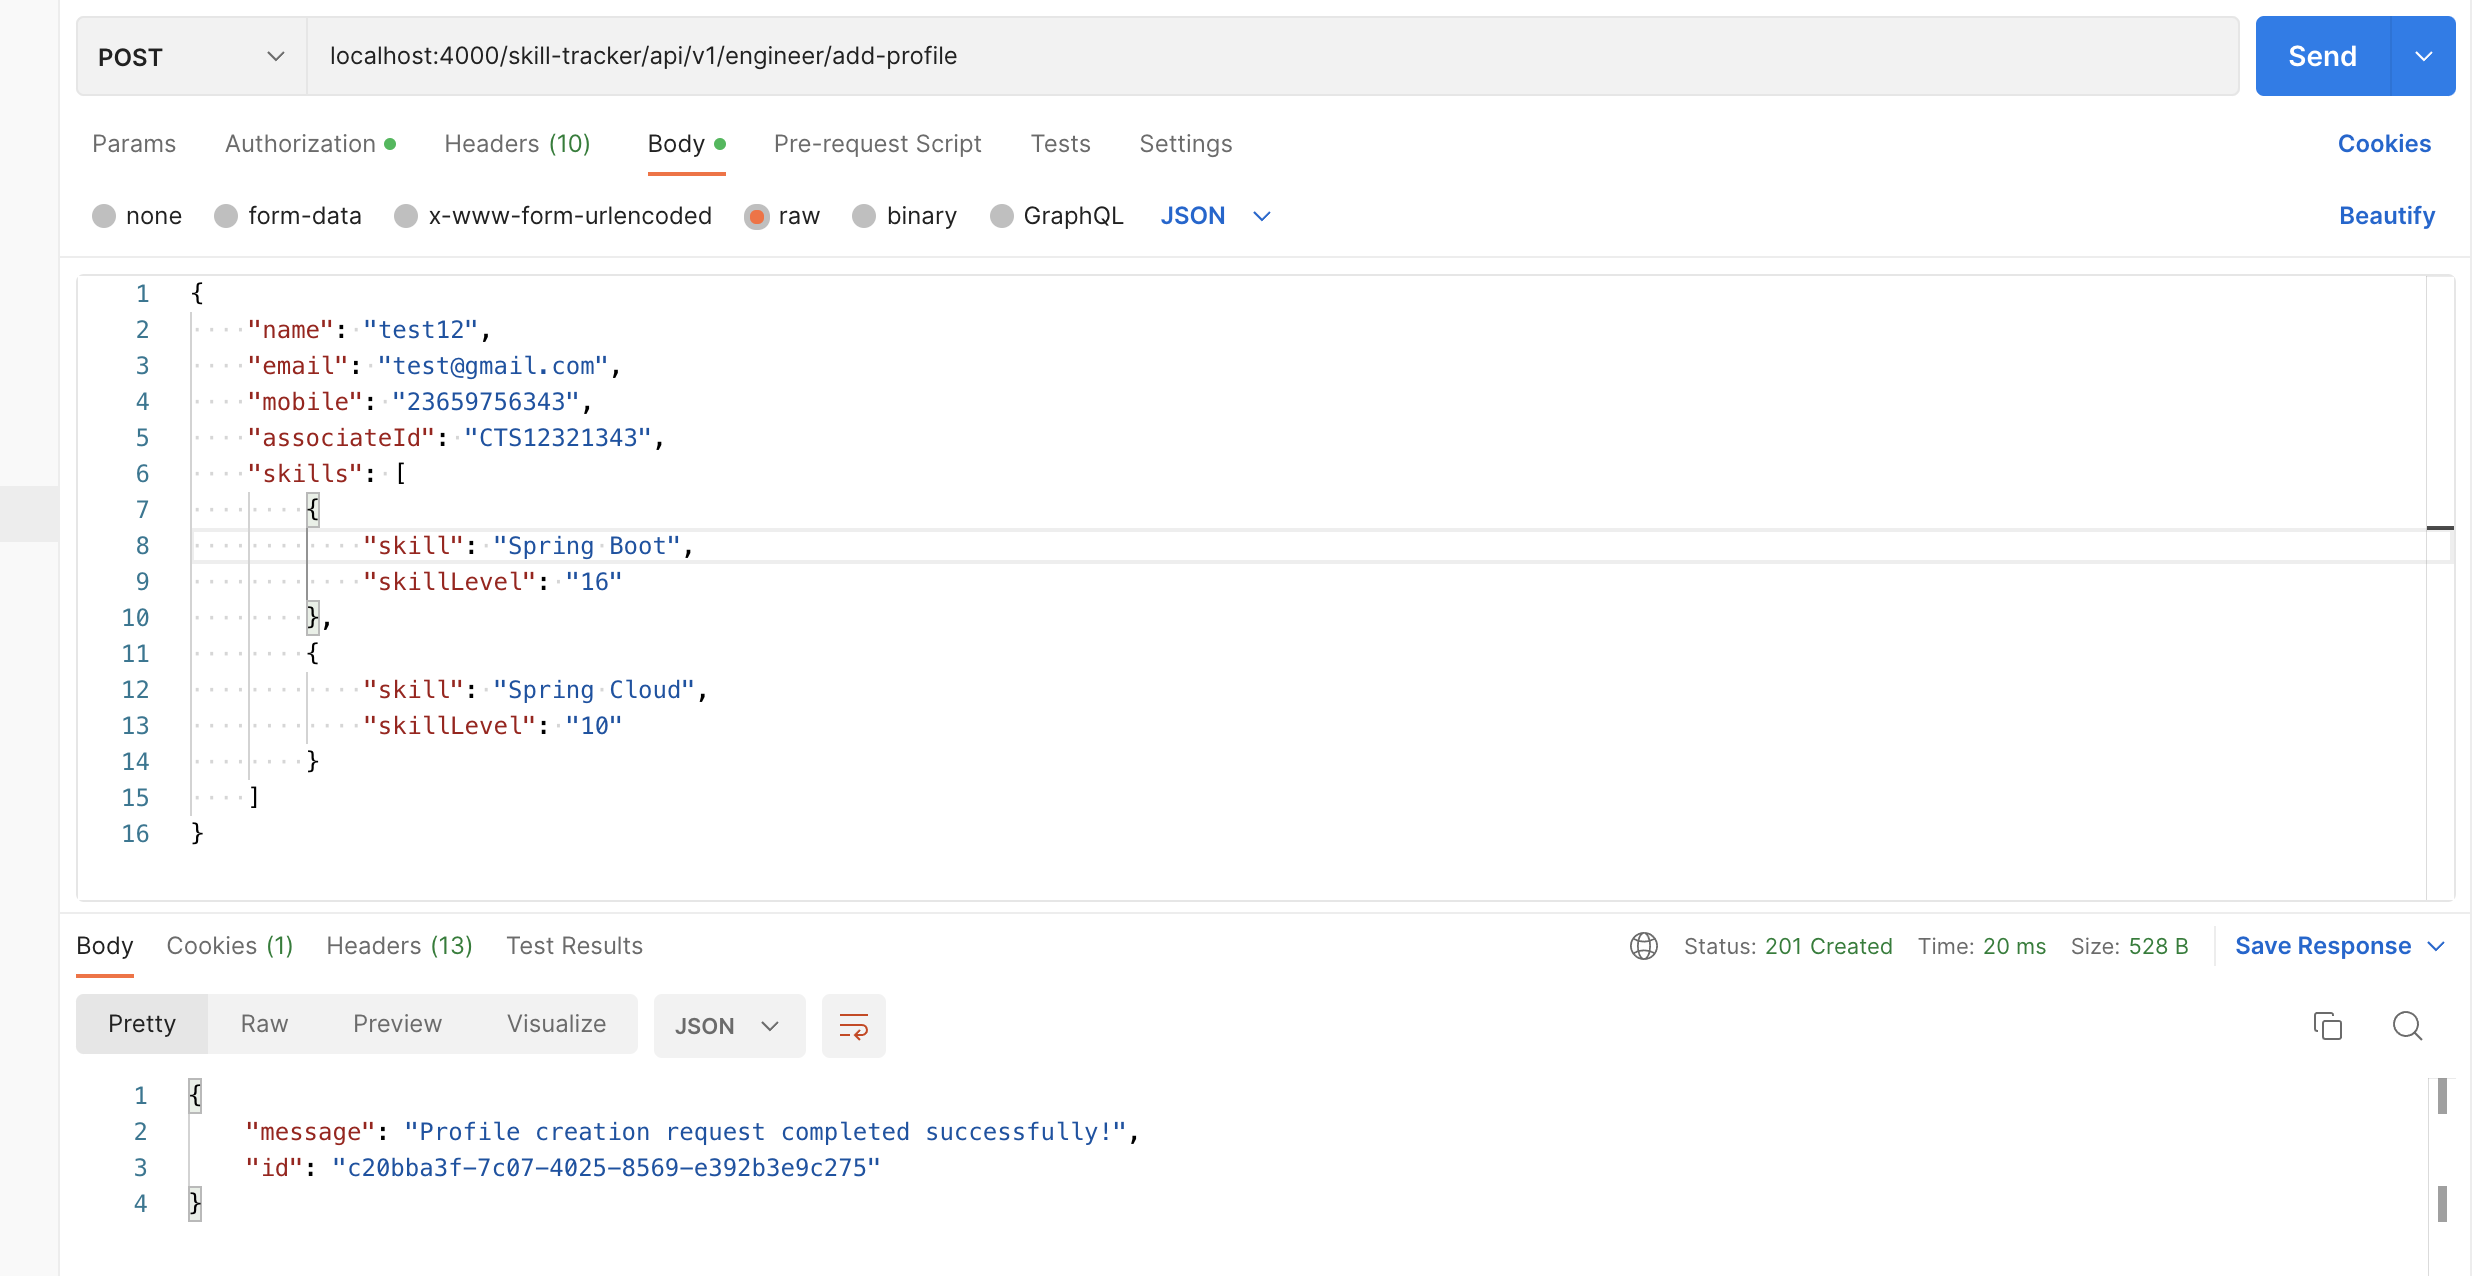 POST localhost:4000/skill-tracker/api/v1/engineer/add-profile Send
Params Authorization Headers (10) Body Pre-request Script Tests Settings Cookies
none form-data x-www-form-urlencoded raw binary GraphQL JSON Beautify
1 {
2 "name": "test12",
3 "email": "test@gmail.com",
4 "mobile": "23659756343",
5 "associateId": "CTS12321343",
6 "skills": [
7 {
8 "skill": "Spring Boot",
9 "skillLevel": "16"
10 },
11 {
12 "skill": "Spring Cloud",
13 "skillLevel": "10"
14 }
15 ]
16 }
Body Cookies (1) Headers (13) Test Results Status: 201 Created Time: 20 ms Size: 528 B Save Response
Pretty Raw Preview Visualize JSON
1 {
2 "message": "Profile creation request completed successfully!",
3 "id": "c20bba3f-7c07-4025-8569-e392b3e9c275"
4 }